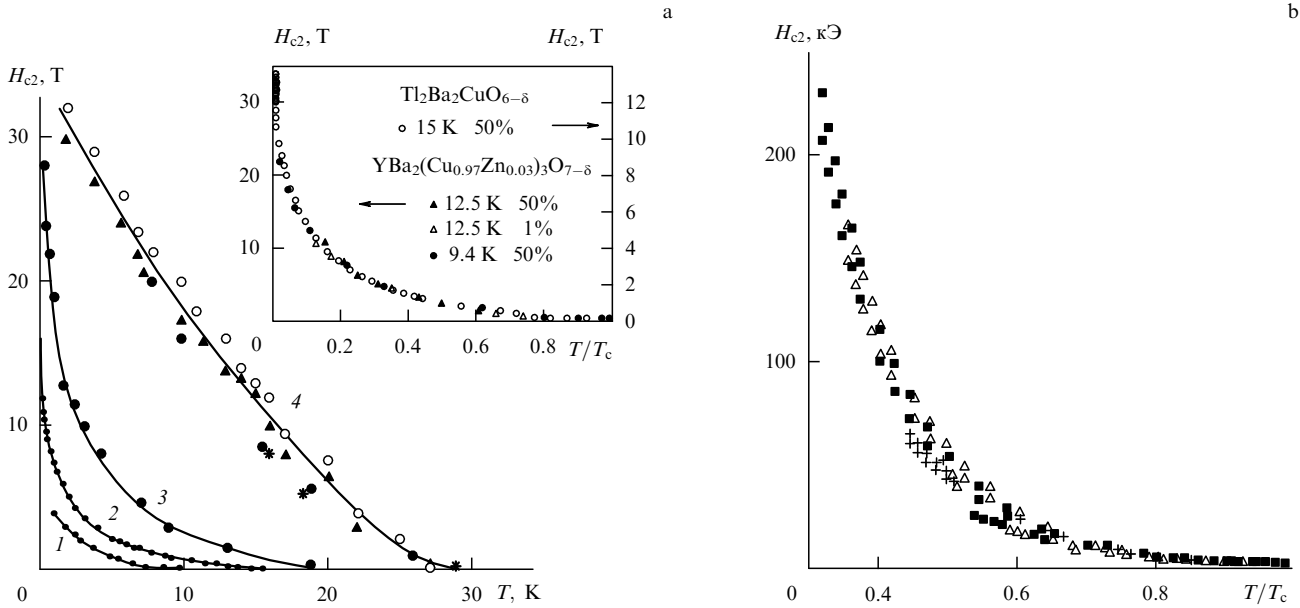 a
H_c2, T
30
20
10
0
10
20
30
T, K
1
2
3
4
H_c2, T
H_c2, T
30
20
10
0
0.2
0.4
0.6
0.8
T/T_c
12
10
8
6
4
2
0
Tl₂Ba₂CuO₆₋δ
15 K 50%
YBa₂(Cu₀.₉₇Zn₀.₀₃)₃O₇₋δ
12.5 K 50%
12.5 K 1%
9.4 K 50%
b
H_c2, кЭ
200
100
0
0.4
0.6
0.8
T/T_c